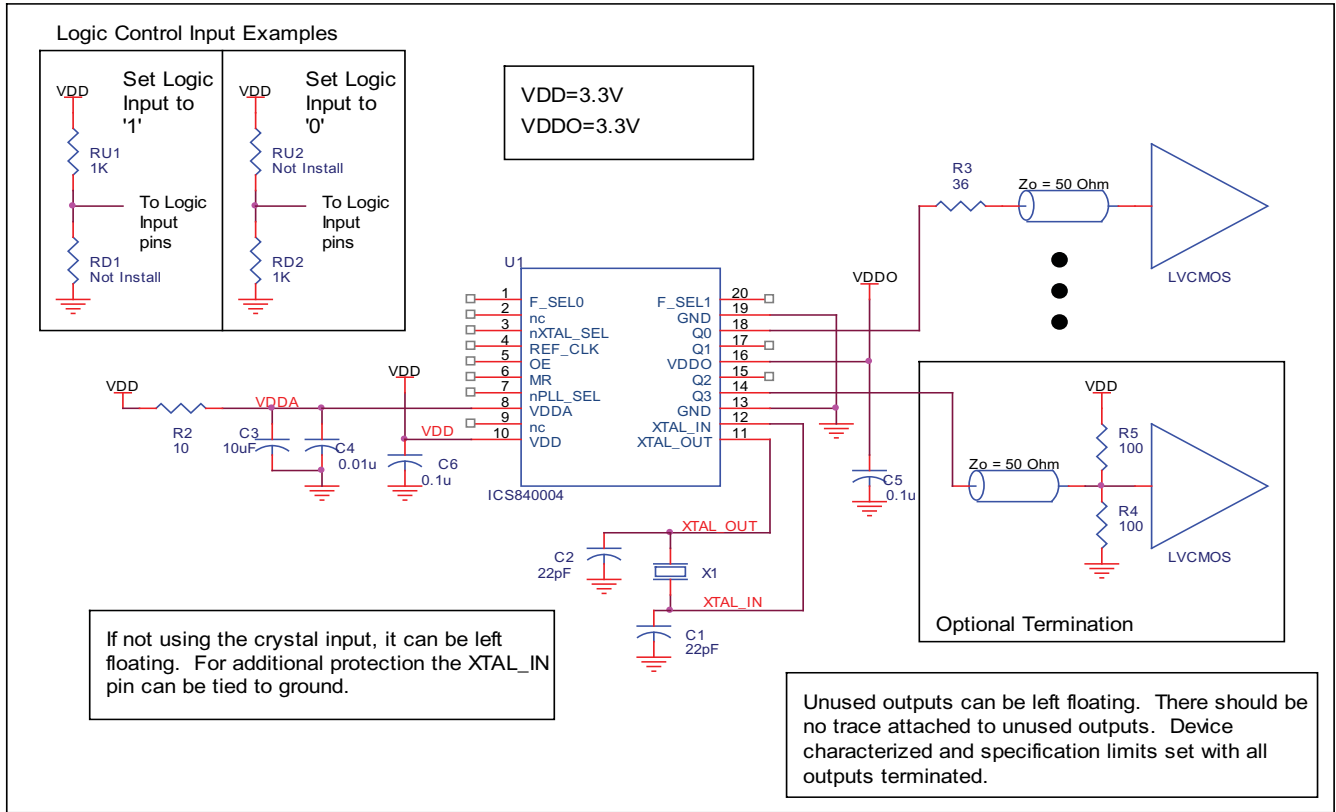 Logic Control Input Examples
Set Logic
Input to
'1'
VDD
RU1
1K
To Logic
Input
pins
RD1
Not Install
Set Logic
Input to
'0'
VDD
RU2
Not Install
To Logic
Input
pins
RD2
1K
VDD=3.3V
VDDO=3.3V
U1
1
F_SEL0
2
nc
3
nXTAL_SEL
4
REF_CLK
5
OE
6
MR
7
nPLL_SEL
8
VDDA
9
nc
10
VDD
20
F_SEL1
19
GND
18
Q0
17
Q1
16
VDDO
15
Q2
14
Q3
13
GND
12
XTAL_IN
11
XTAL_OUT
ICS840004
VDD
R2
10
VDDA
C3
10uF
C4
0.01u
VDD
VDD
C6
0.1u
XTAL_OUT
C2
22pF
X1
XTAL_IN
C1
22pF
VDDO
C5
0.1u
R3
36
Zo = 50 Ohm
LVCMOS
VDD
R5
100
Zo = 50 Ohm
R4
100
LVCMOS
Optional Termination
If not using the crystal input, it can be left
floating. For additional protection the XTAL_IN
pin can be tied to ground.
Unused outputs can be left floating. There should be
no trace attached to unused outputs. Device
characterized and specification limits set with all
outputs terminated.